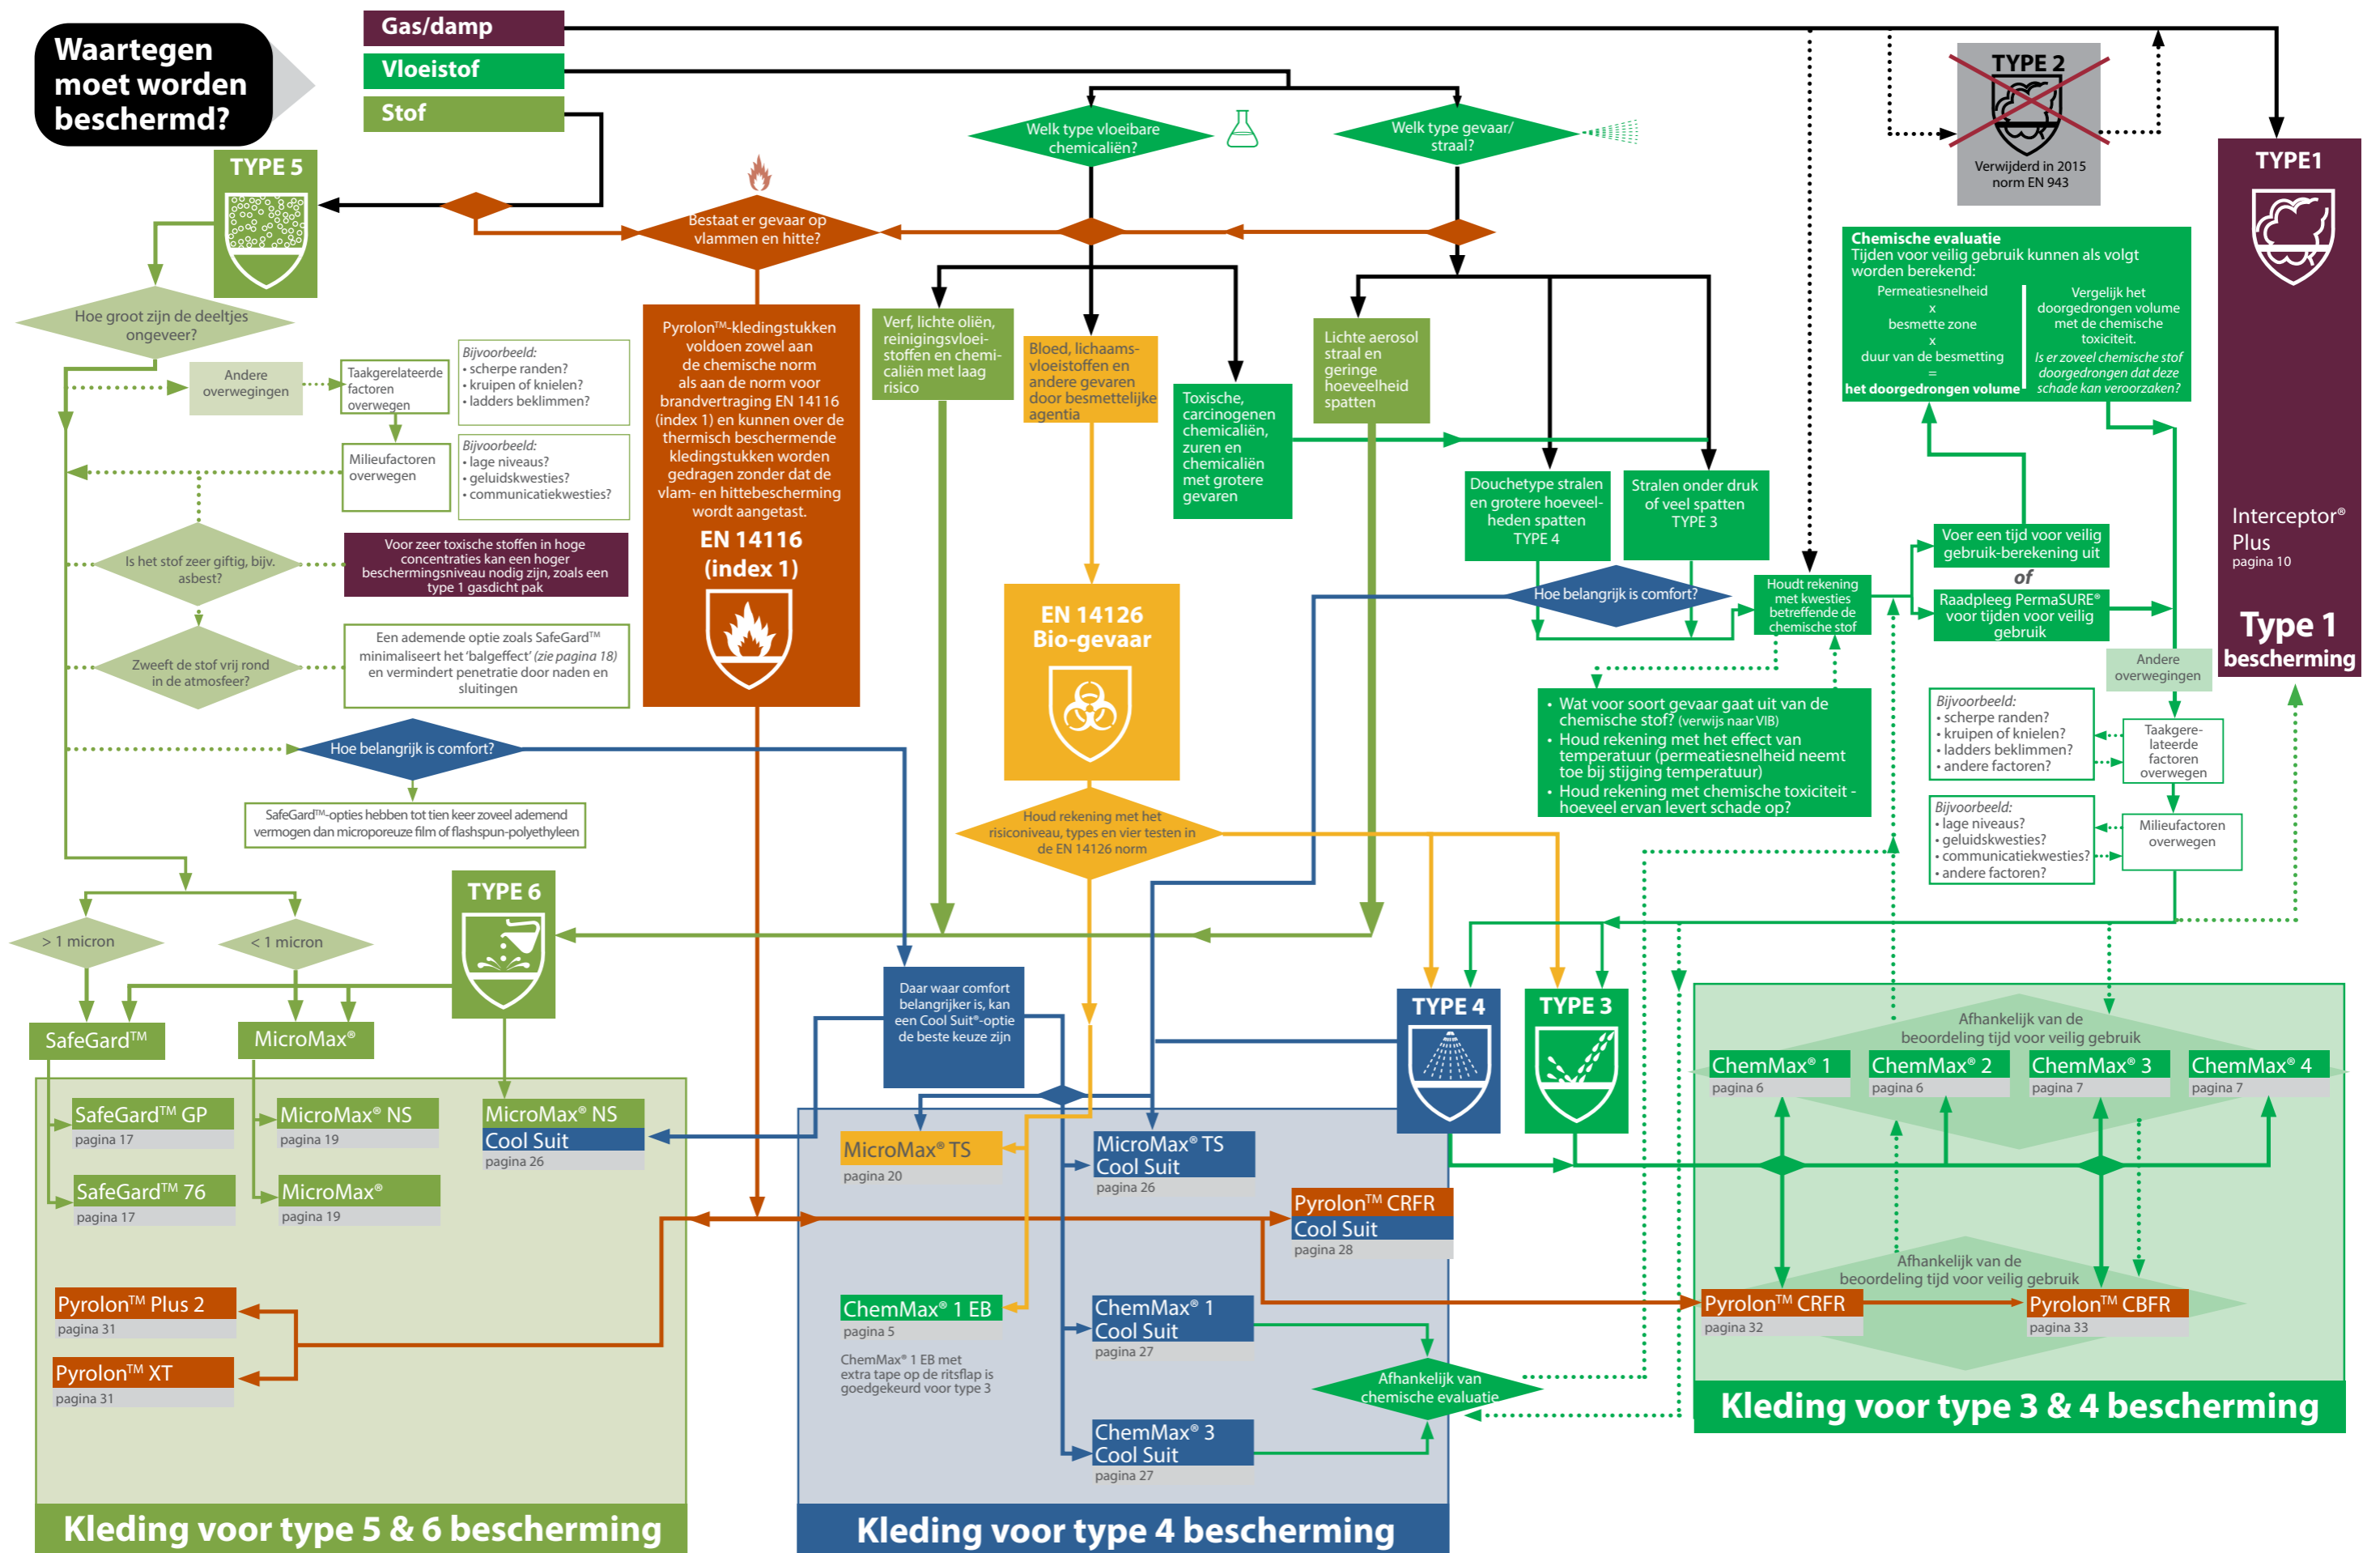 Waartegen
moet worden
beschermd?
Gas/damp
Vloeistof
Stof
Welk type vloeibare
chemicaliën?
Welk type gevaar/
straal?
TYPE 2
Verwijderd in 2015
norm EN 943
TYPE1
Interceptor®
Plus
pagina 10
Type 1
bescherming
TYPE 5
Bestaat er gevaar op
vlammen en hitte?
Hoe groot zijn de deeltjes
ongeveer?
Andere
overwegingen
Taakgerelateerde
factoren
overwegen
Bijvoorbeeld:
• scherpe randen?
• kruipen of knielen?
• ladders beklimmen?
Milieufactoren
overwegen
Bijvoorbeeld:
• lage niveaus?
• geluidskwesties?
• communicatiekwesties?
Is het stof zeer giftig, bijv.
asbest?
Voor zeer toxische stoffen in hoge
concentraties kan een hoger
beschermingsniveau nodig zijn, zoals een
type 1 gasdicht pak
Zweeft de stof vrij rond
in de atmosfeer?
Een ademende optie zoals SafeGard™
minimaliseert het ‘balgeffect’ (zie pagina 18)
en vermindert penetratie door naden en
sluitingen
Hoe belangrijk is comfort?
SafeGard™-opties hebben tot tien keer zoveel ademend
vermogen dan microporeuze film of flashspun-polyethyleen
> 1 micron
< 1 micron
TYPE 6
SafeGard™
MicroMax®
Pyrolon™-kledingstukken
voldoen zowel aan
de chemische norm
als aan de norm voor
brandvertraging EN 14116
(index 1) en kunnen over de
thermisch beschermende
kledingstukken worden
gedragen zonder dat de
vlam- en hittebescherming
wordt aangetast.
EN 14116
(index 1)
Verf, lichte oliën,
reinigingsvloei-
stoffen en chemi-
caliën met laag
risico
Bloed, lichaams-
vloeistoffen en
andere gevaren
door besmettelijke
agentia
Toxische,
carcinogenen
chemicaliën,
zuren en
chemicaliën
met grotere
gevaren
Lichte aerosol
straal en
geringe
hoeveelheid
spatten
Douchetype stralen
en grotere hoeveel-
heden spatten
TYPE 4
Stralen onder druk
of veel spatten
TYPE 3
Hoe belangrijk is comfort?
EN 14126
Bio-gevaar
Houd rekening met het
risiconiveau, types en vier testen in
de EN 14126 norm
Chemische evaluatie
Tijden voor veilig gebruik kunnen als volgt
worden berekend:
Permeatiesnelheid
x
besmette zone
x
duur van de besmetting
=
het doorgedrongen volume
Vergelijk het
doorgedrongen volume
met de chemische
toxiciteit.
Is er zoveel chemische stof
doorgedrongen dat deze
schade kan veroorzaken?
Houdt rekening
met kwesties
betreffende de
chemische stof
Voer een tijd voor veilig
gebruik-berekening uit
of
Raadpleeg PermaSURE®
voor tijden voor veilig
gebruik
• Wat voor soort gevaar gaat uit van de
chemische stof? (verwijs naar VIB)
• Houd rekening met het effect van
temperatuur (permeatiesnelheid neemt
toe bij stijging temperatuur)
• Houd rekening met chemische toxiciteit -
hoeveel ervan levert schade op?
Andere
overwegingen
Bijvoorbeeld:
• scherpe randen?
• kruipen of knielen?
• ladders beklimmen?
• andere factoren?
Taakgere-
lateerde
factoren
overwegen
Bijvoorbeeld:
• lage niveaus?
• geluidskwesties?
• communicatiekwesties?
• andere factoren?
Milieufactoren
overwegen
Daar waar comfort
belangrijker is, kan
een Cool Suit®-optie
de beste keuze zijn
TYPE 4
TYPE 3
SafeGard™ GP
pagina 17
SafeGard™ 76
pagina 17
MicroMax® NS
pagina 19
MicroMax®
pagina 19
MicroMax® NS
Cool Suit
pagina 26
Pyrolon™ Plus 2
pagina 31
Pyrolon™ XT
pagina 31
Kleding voor type 5 & 6 bescherming
MicroMax® TS
pagina 20
MicroMax® TS
Cool Suit
pagina 26
Pyrolon™ CRFR
Cool Suit
pagina 28
ChemMax® 1 EB
pagina 5
ChemMax® 1 EB met
extra tape op de ritsflap is
goedgekeurd voor type 3
ChemMax® 1
Cool Suit
pagina 27
ChemMax® 3
Cool Suit
pagina 27
Afhankelijk van
chemische evaluatie
Kleding voor type 4 bescherming
Afhankelijk van de
beoordeling tijd voor veilig gebruik
ChemMax® 1
pagina 6
ChemMax® 2
pagina 6
ChemMax® 3
pagina 7
ChemMax® 4
pagina 7
Afhankelijk van de
beoordeling tijd voor veilig gebruik
Pyrolon™ CRFR
pagina 32
Pyrolon™ CBFR
pagina 33
Kleding voor type 3 & 4 bescherming